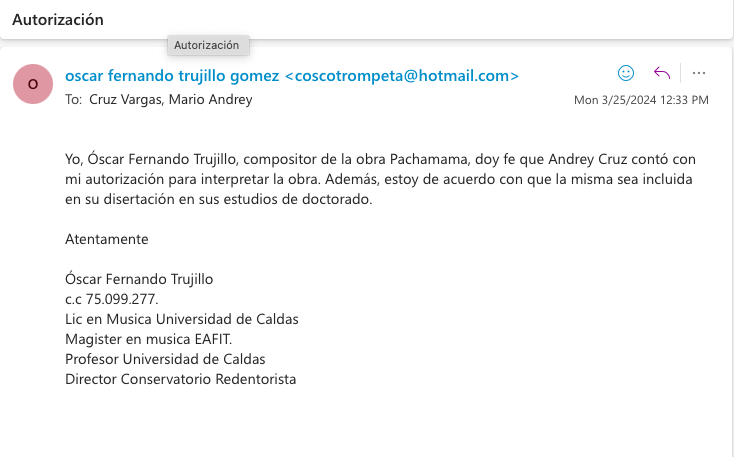 Autorización
Autorización
O
oscar fernando trujillo gomez <coscotrompeta@hotmail.com>
To: Cruz Vargas, Mario Andrey
Mon 3/25/2024 12:33 PM
Yo, Óscar Fernando Trujillo, compositor de la obra Pachamama, doy fe que Andrey Cruz contó con
mi autorización para interpretar la obra. Además, estoy de acuerdo con que la misma sea incluida
en su disertación en sus estudios de doctorado.
Atentamente
Óscar Fernando Trujillo
c.c 75.099.277.
Lic en Musica Universidad de Caldas
Magister en musica EAFIT.
Profesor Universidad de Caldas
Director Conservatorio Redentorista